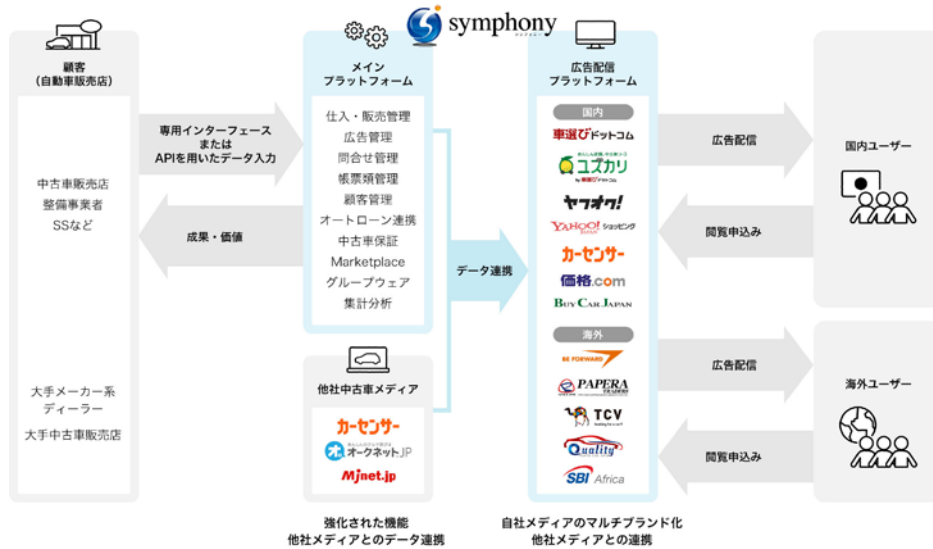 symphony
顧客
(自動車販売店)
中古車販売店
整備事業者
SSなど
大手メーカー系
ディーラー
大手中古車販売店
専用インターフェース
または
APIを用いたデータ入力
成果・価値
メイン
プラットフォーム
仕入・販売管理
広告管理
問合せ管理
帳票類管理
顧客管理
オートローン連携
中古車保証
Marketplace
グループウェア
集計分析
他社中古車メディア
カーセンサー
オークネット.JP
Mjnet.jp
強化された機能
他社メディアとのデータ連携
データ連携
広告配信
プラットフォーム
国内
車選びドットコム
ユズカリ
by 車選びドットコム
ヤフオク!
YAHOO! JAPAN ショッピング
カーセンサー
価格.com
BUY CAR JAPAN
海外
BE FORWARD
PAPERA
TRADERS
TCV
Quality
SBI Africa
自社メディアのマルチブランド化
他社メディアとの連携
広告配信
閲覧申込み
広告配信
閲覧申込み
国内ユーザー
海外ユーザー